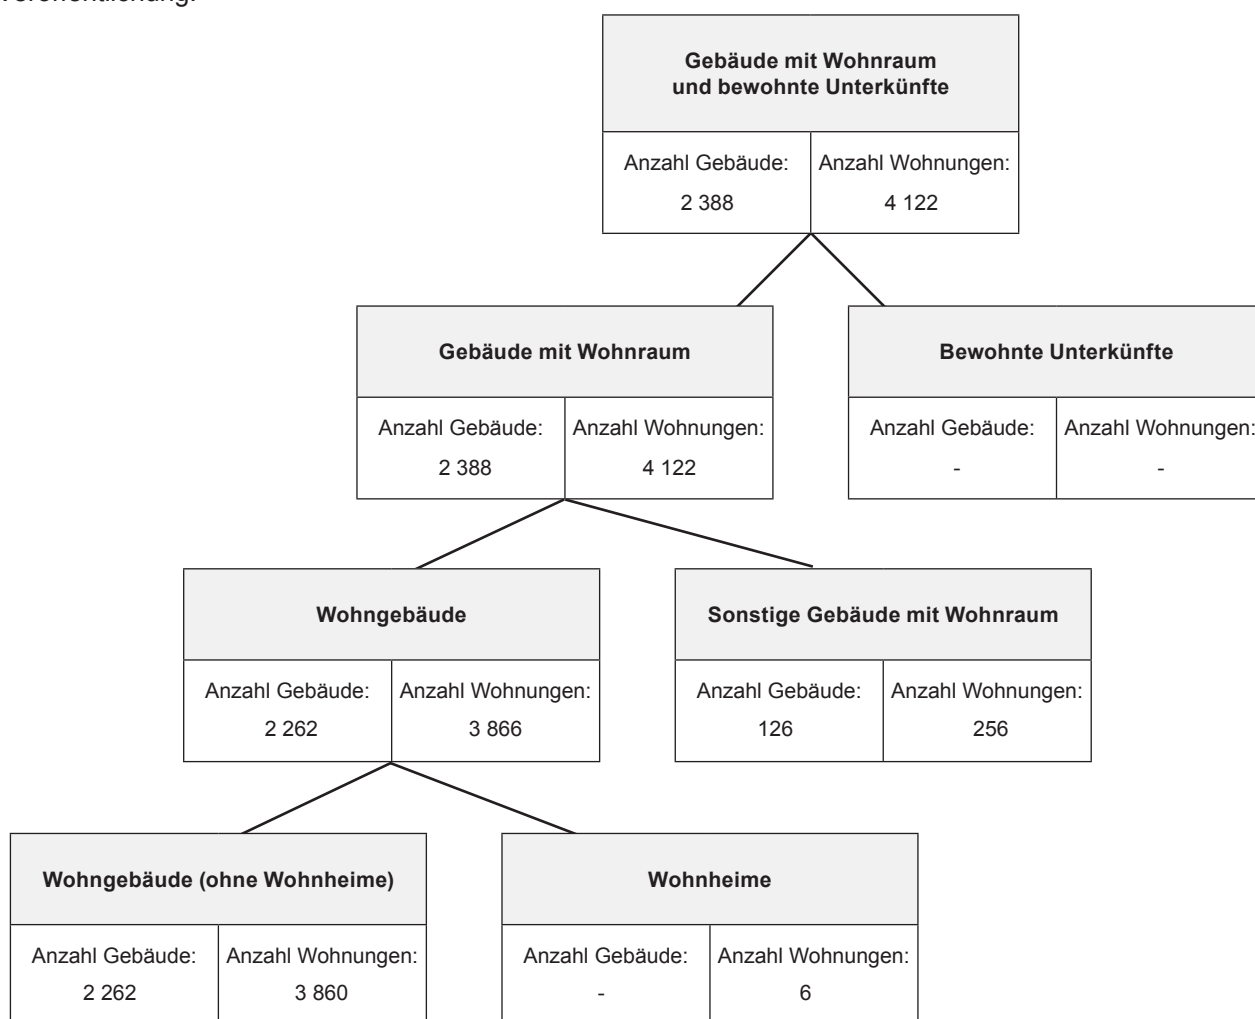 Veröffentlichung.
Gebäude mit Wohnraum
und bewohnte Unterkünfte
Anzahl Gebäude: Anzahl Wohnungen:
2 388 4 122
Gebäude mit Wohnraum Bewohnte Unterkünfte
Anzahl Gebäude: Anzahl Wohnungen: Anzahl Gebäude: Anzahl Wohnungen:
2 388 4 122 - -
Wohngebäude Sonstige Gebäude mit Wohnraum
Anzahl Gebäude: Anzahl Wohnungen: Anzahl Gebäude: Anzahl Wohnungen:
2 262 3 866 126 256
Wohngebäude (ohne Wohnheime) Wohnheime
Anzahl Gebäude: Anzahl Wohnungen: Anzahl Gebäude: Anzahl Wohnungen:
2 262 3 860 - 6